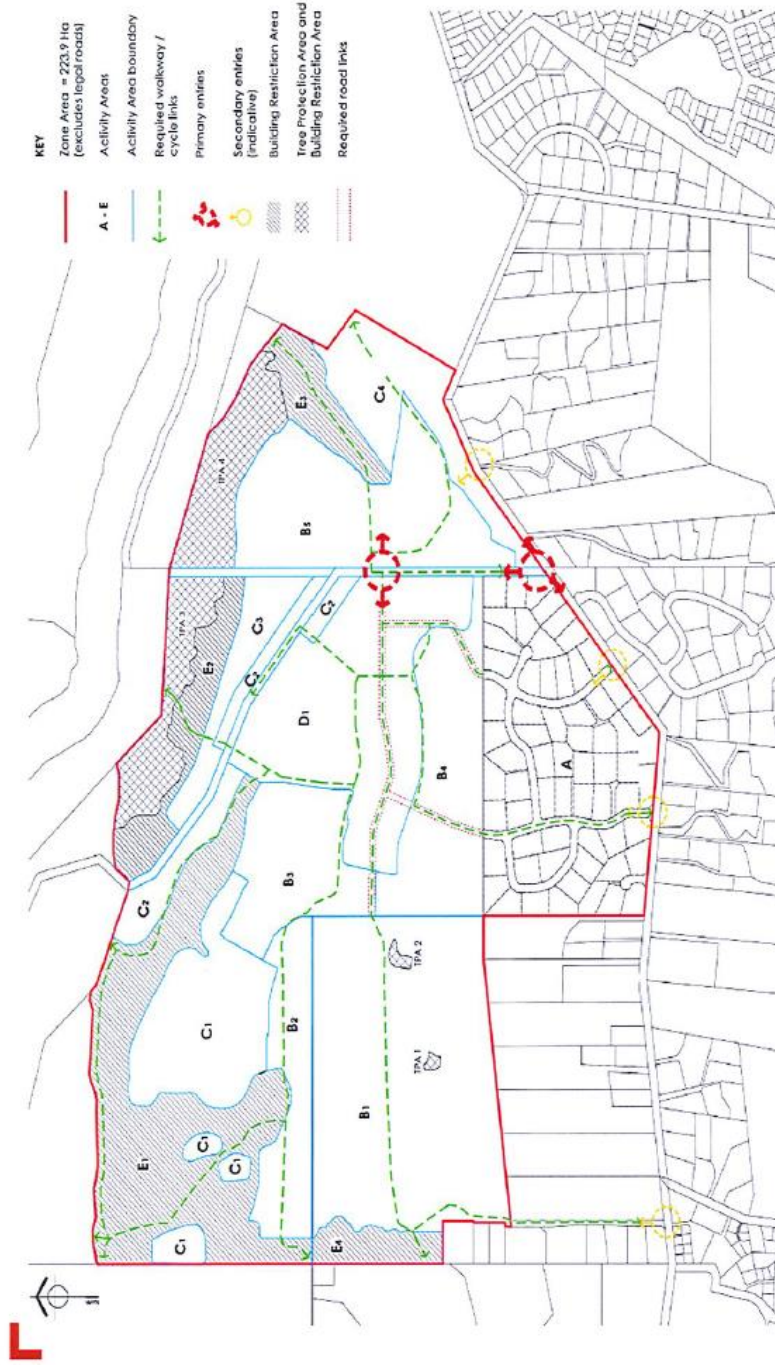 KEY
Zone Area = 223.9 Ha
(excludes legal roads)
A - E
Activity Areas
Activity Area boundary
Required walkway /
cycle links
Primary entries
Secondary entries
(indicative)
Building Restriction Area
Tree Protection Area and
Building Restriction Area
Required road links
E1
C1
C1
C1
C1
C2
TPA 3
E2
C3
C2
C2
TPA 4
E3
B5
C4
B2
B3
D1
B4
E4
B1
TPA 1
TPA 2
A